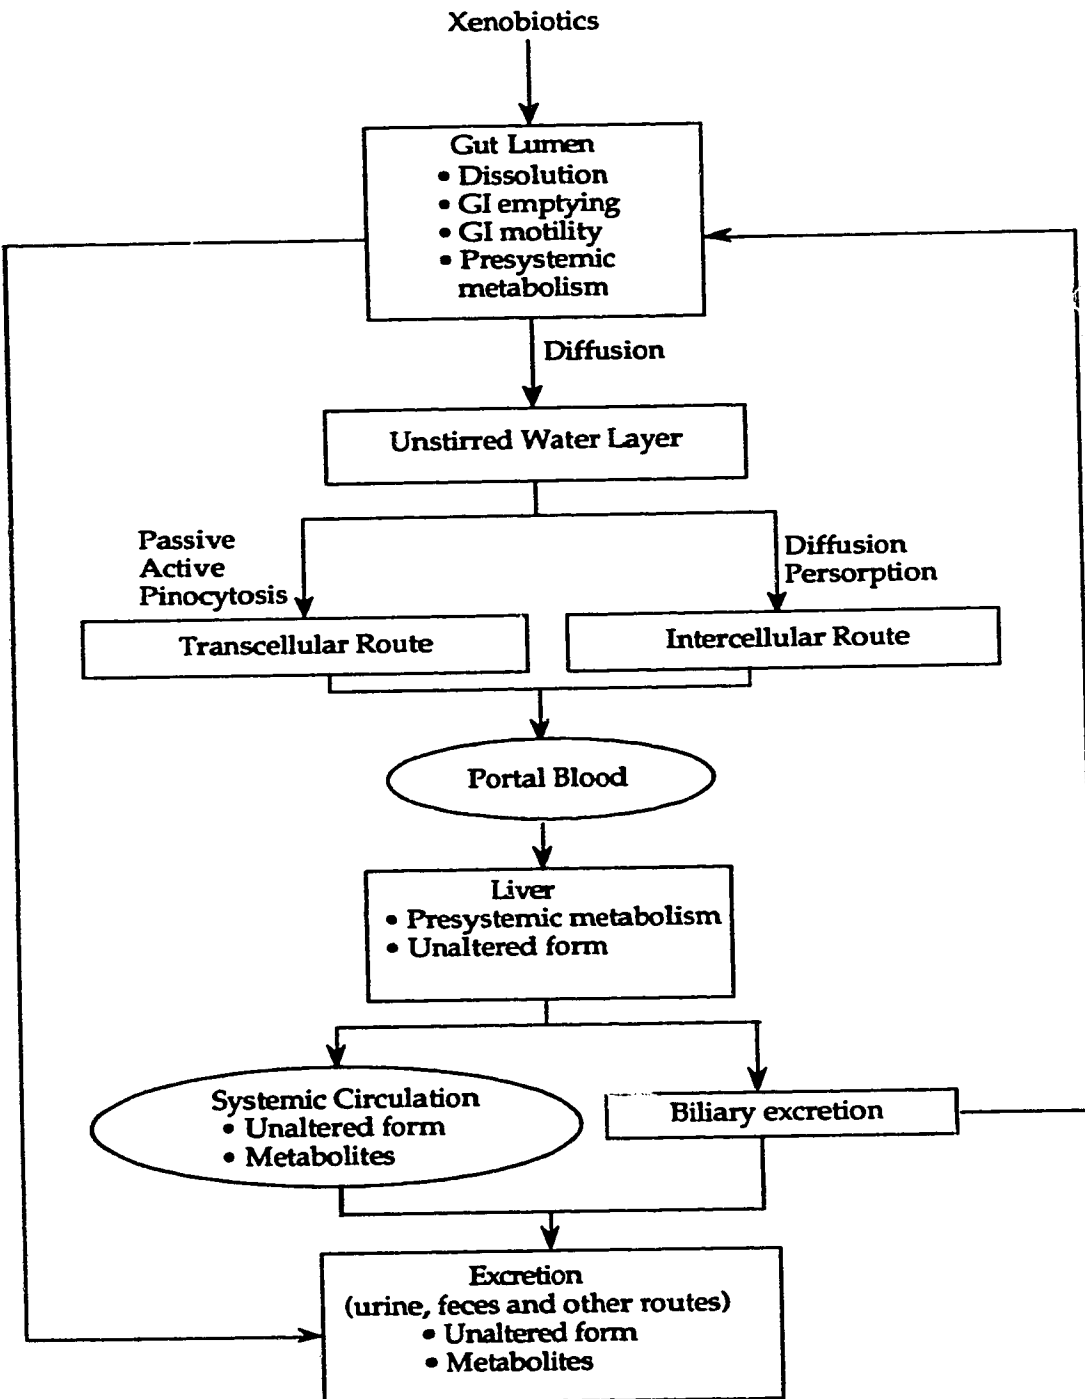 Xenobiotics
Gut Lumen
• Dissolution
• GI emptying
• GI motility
• Presystemic
metabolism
Diffusion
Unstirred Water Layer
Passive
Active
Pinocytosis
Diffusion
Persorption
Transcellular Route
Intercellular Route
Portal Blood
Liver
• Presystemic metabolism
• Unaltered form
Systemic Circulation
• Unaltered form
• Metabolites
Biliary excretion
Excretion
(urine, feces and other routes)
• Unaltered form
• Metabolites